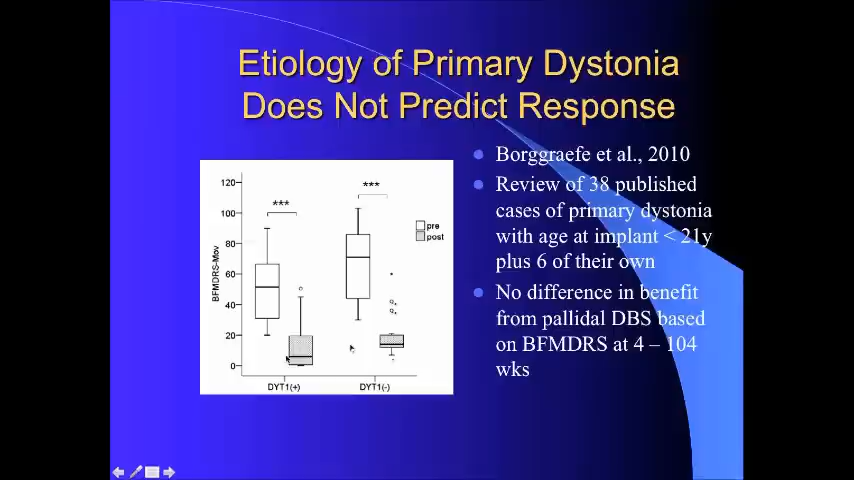 Etiology of Primary Dystonia
Does Not Predict Response
120
100
80
60
40
20
0
BFMDRS-Mov
***
***
pre
post
DYT1(+)
DYT1(-)
Borggraefe et al., 2010
Review of 38 published
cases of primary dystonia
with age at implant < 21y
plus 6 of their own
No difference in benefit
from pallidal DBS based
on BFMDRS at 4 – 104
wks